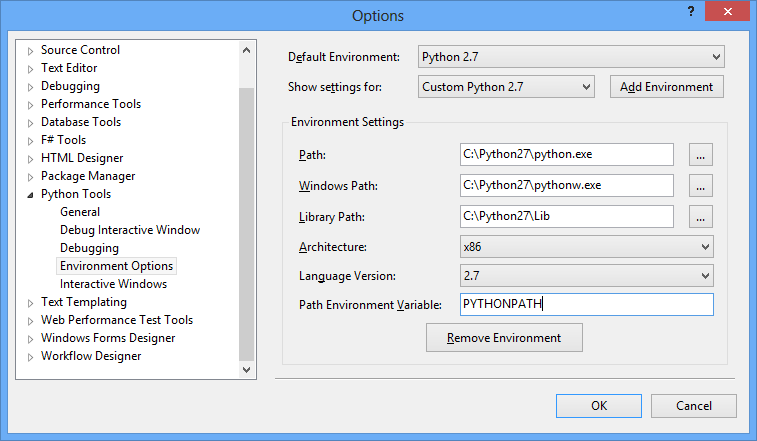 Options
?
Source Control
Text Editor
Debugging
Performance Tools
Database Tools
F# Tools
HTML Designer
Package Manager
Python Tools
General
Debug Interactive Window
Debugging
Environment Options
Interactive Windows
Text Templating
Web Performance Test Tools
Windows Forms Designer
Workflow Designer
Default Environment: Python 2.7
Show settings for: Custom Python 2.7 Add Environment
Environment Settings
Path: C:\Python27\python.exe ...
Windows Path: C:\Python27\pythonw.exe ...
Library Path: C:\Python27\Lib ...
Architecture: x86
Language Version: 2.7
Path Environment Variable: PYTHONPATH
Remove Environment
OK Cancel